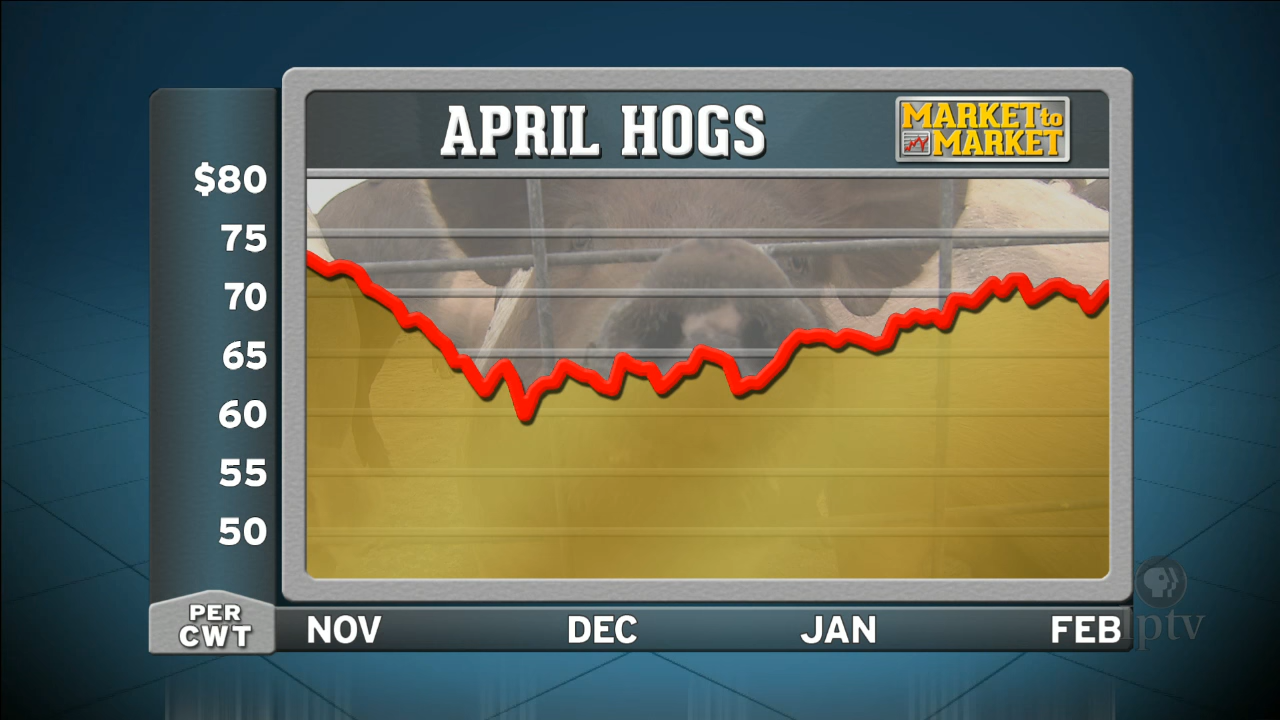 APRIL HOGS
MARKET to
MARKET
$80
75
70
65
60
55
50
PER
CWT
NOV
DEC
JAN
FEB
iptv